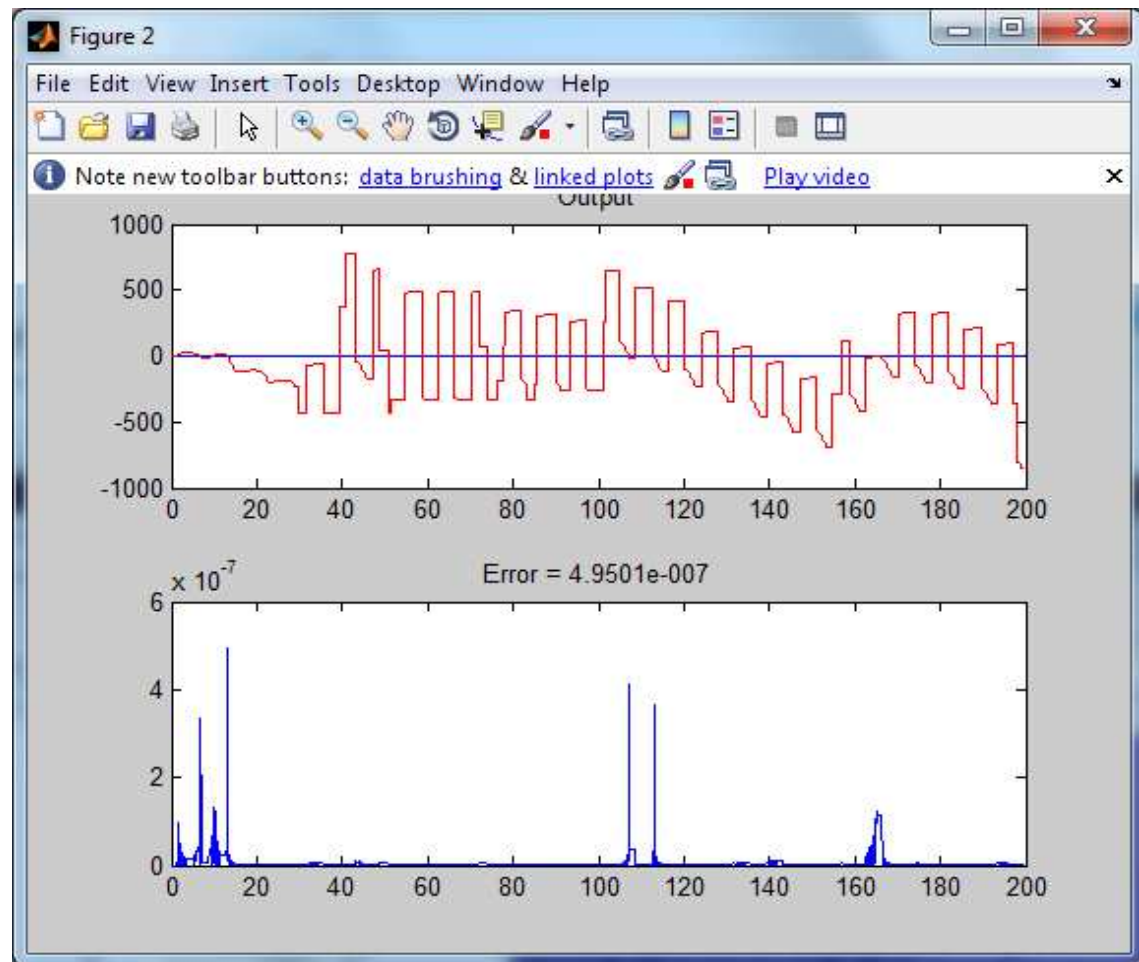 Figure 2
File Edit View Insert Tools Desktop Window Help
Note new toolbar buttons: data brushing & linked plots Play video
Output
1000
500
0
-500
-1000
0 20 40 60 80 100 120 140 160 180 200
x 10^-7
Error = 4.9501e-007
6
4
2
0
0 20 40 60 80 100 120 140 160 180 200